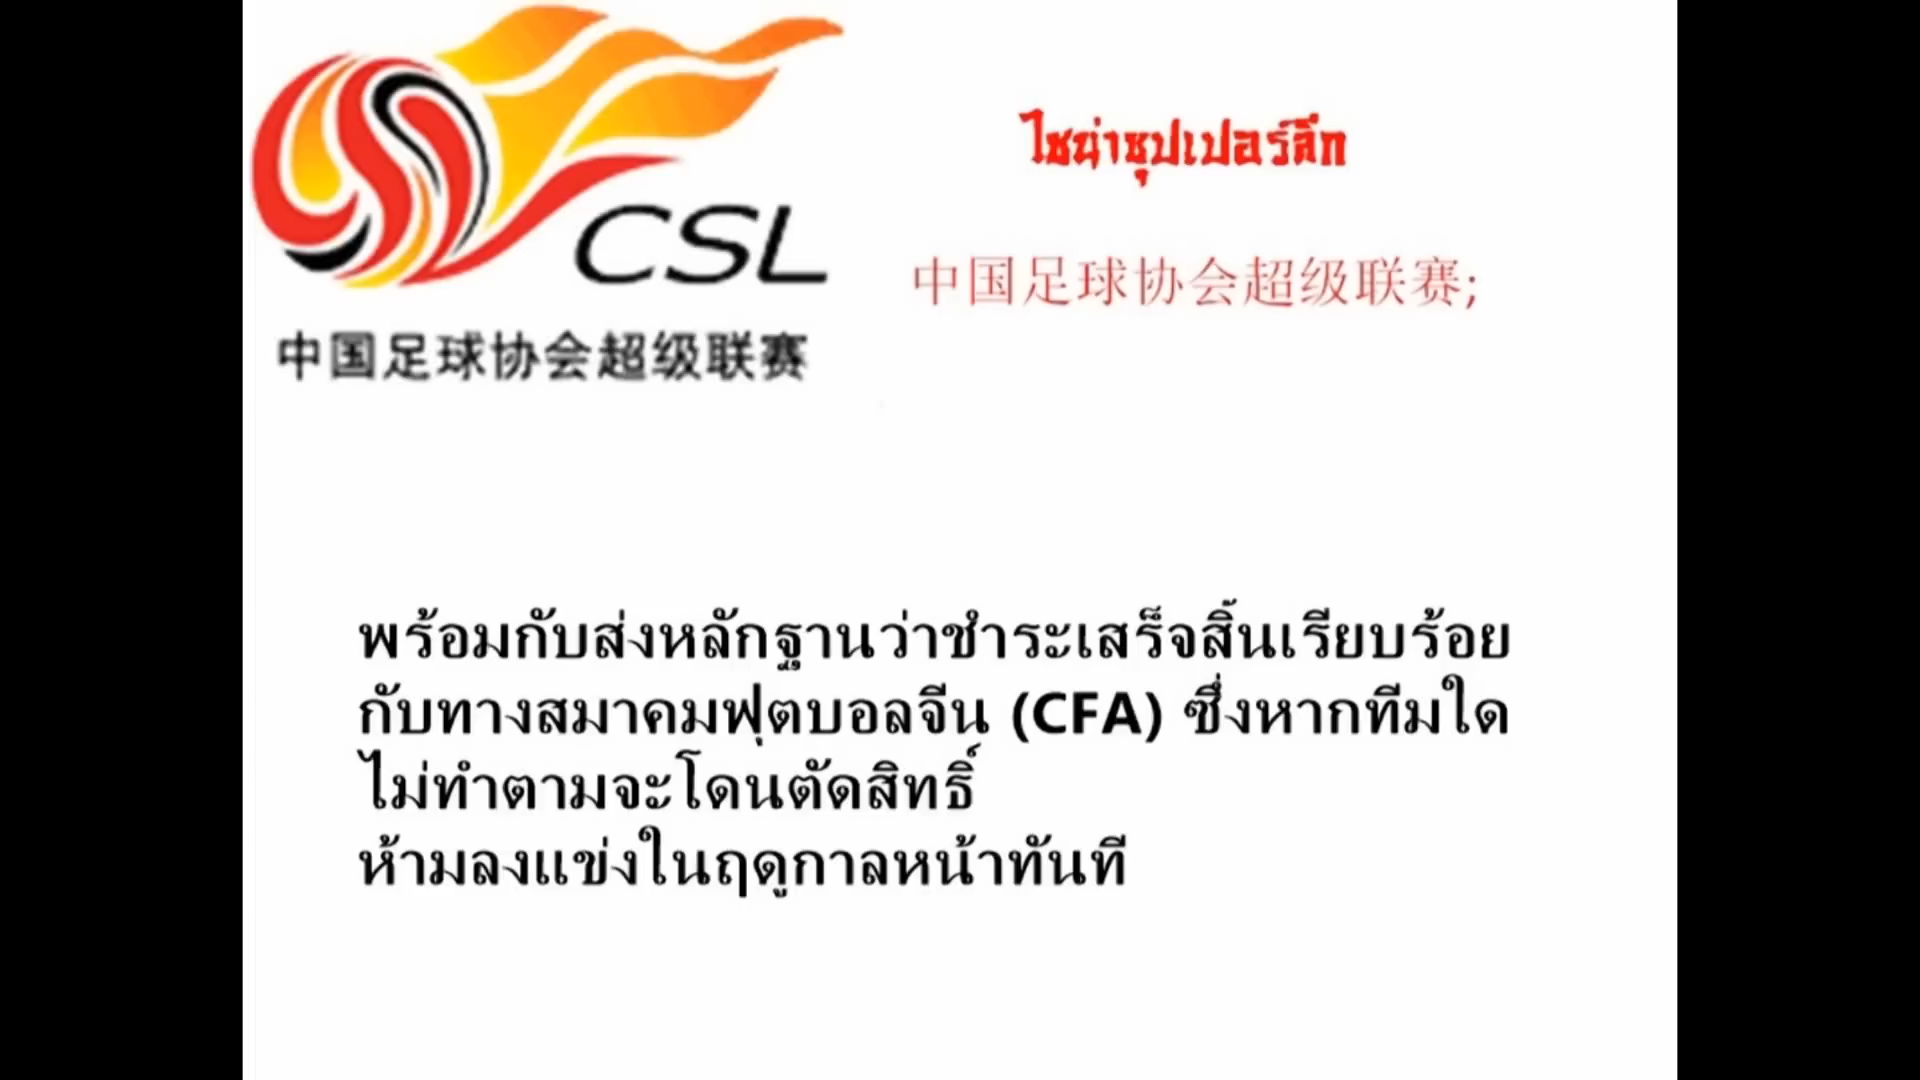 CSL
中国足球协会超级联赛
ไชน่าซุปเปอร์ลีก
中国足球协会超级联赛;
พร้อมกับส่งหลักฐานว่าชำระเสร็จสิ้นเรียบร้อย
กับทางสมาคมฟุตบอลจีน (CFA) ซึ่งหากทีมใด
ไม่ทำตามจะโดนตัดสิทธิ์
ห้ามลงแข่งในฤดูกาลหน้าทันที